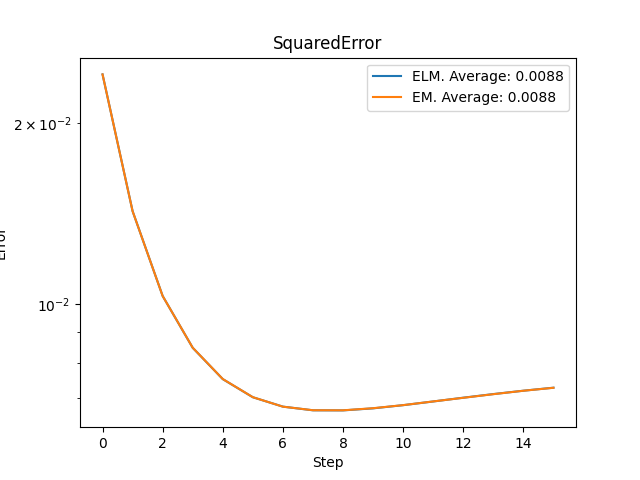 SquaredError
ELM. Average: 0.0088
EM. Average: 0.0088
2 × 10⁻²
10⁻²
Error
0 2 4 6 8 10 12 14
Step